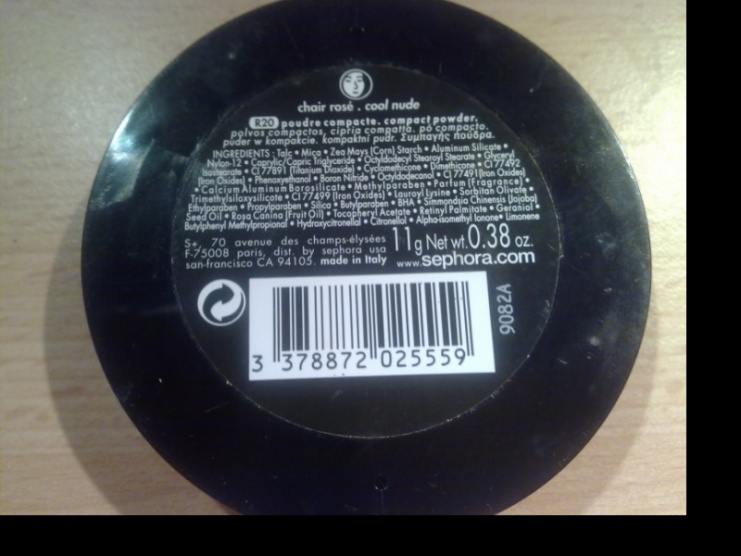 chair rosé . cool nude
R20 poudre compacte. compact powder.
polvos compactos, cipria compatta. pó compacto.
puder w kompakcie. kompaktní pudr. Συμπαγής πούδρα.
INGREDIENTS : Talc • Mica • Zea Mays (Corn) Starch • Aluminum Silicate •
Nylon-12 • Caprylic/Capric Triglyceride • Octyldodecyl Stearoyl Stearate • Glyceryl
Isostearate • CI 77891 (Titanium Dioxide) • Cyclomethicone • Dimethicone • CI 77492
(Iron Oxides) • Phenoxyethanol • Boron Nitride • Octyldodecanol • CI 77491 (Iron Oxides)
• Calcium Aluminum Borosilicate • Methylparaben • Parfum (Fragrance) •
Trimethylsiloxysilicate • CI 77499 (Iron Oxides) • Lauroyl Lysine • Sorbitan Olivate •
Ethylparaben • Propylparaben • Silica • Butylparaben • BHA • Simmondsia Chinensis (Jojoba)
Seed Oil • Rosa Canina (Fruit Oil) • Tocopheryl Acetate • Retinyl Palmitate • Geraniol •
Butylphenyl Methylpropional • Hydroxycitronellal • Citronellol • Alpha-isomethyl Ionone • Limonene
S+, 70 avenue des champs-élysées
F-75008 paris, dist. by sephora usa
san-francisco CA 94105. made in Italy
11g Net wt.0.38 oz.
www.sephora.com
9082A
3 378872 025559